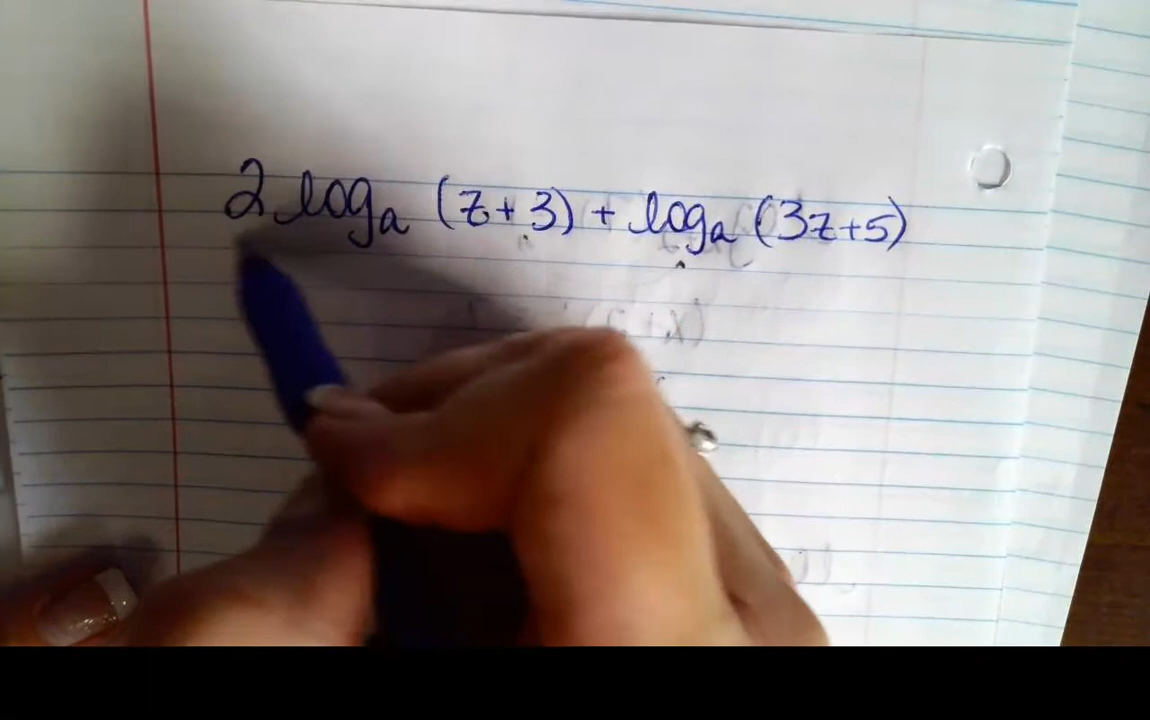 2 logₐ (z+3) + logₐ (3z+5)